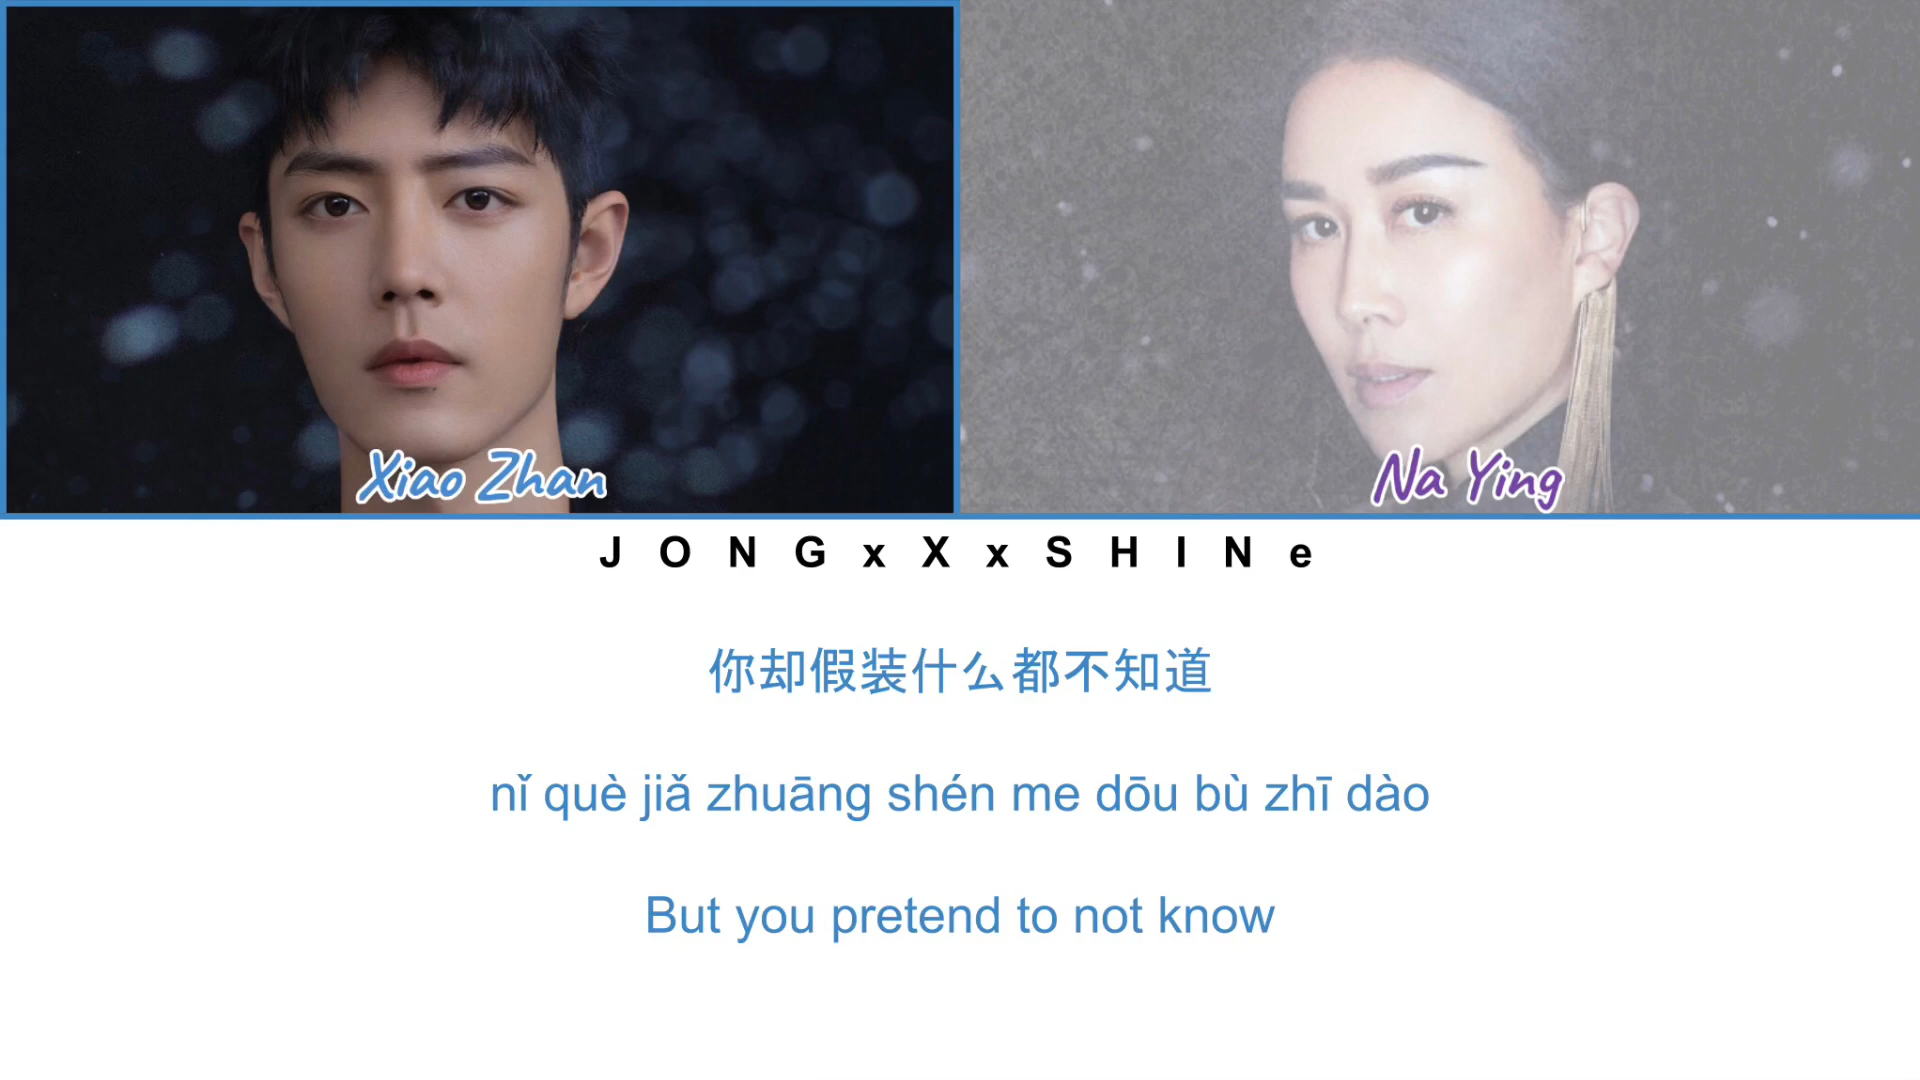 Xiao Zhan
Na Ying
J O N G x X x S H I N e
你却假装什么都不知道
nǐ què jiǎ zhuāng shén me dōu bù zhī dào
But you pretend to not know